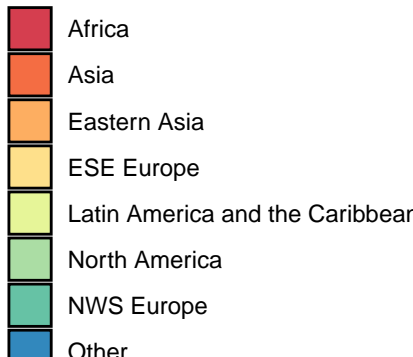 Africa
Asia
Eastern Asia
ESE Europe
Latin America and the Caribbean
North America
NWS Europe
Other